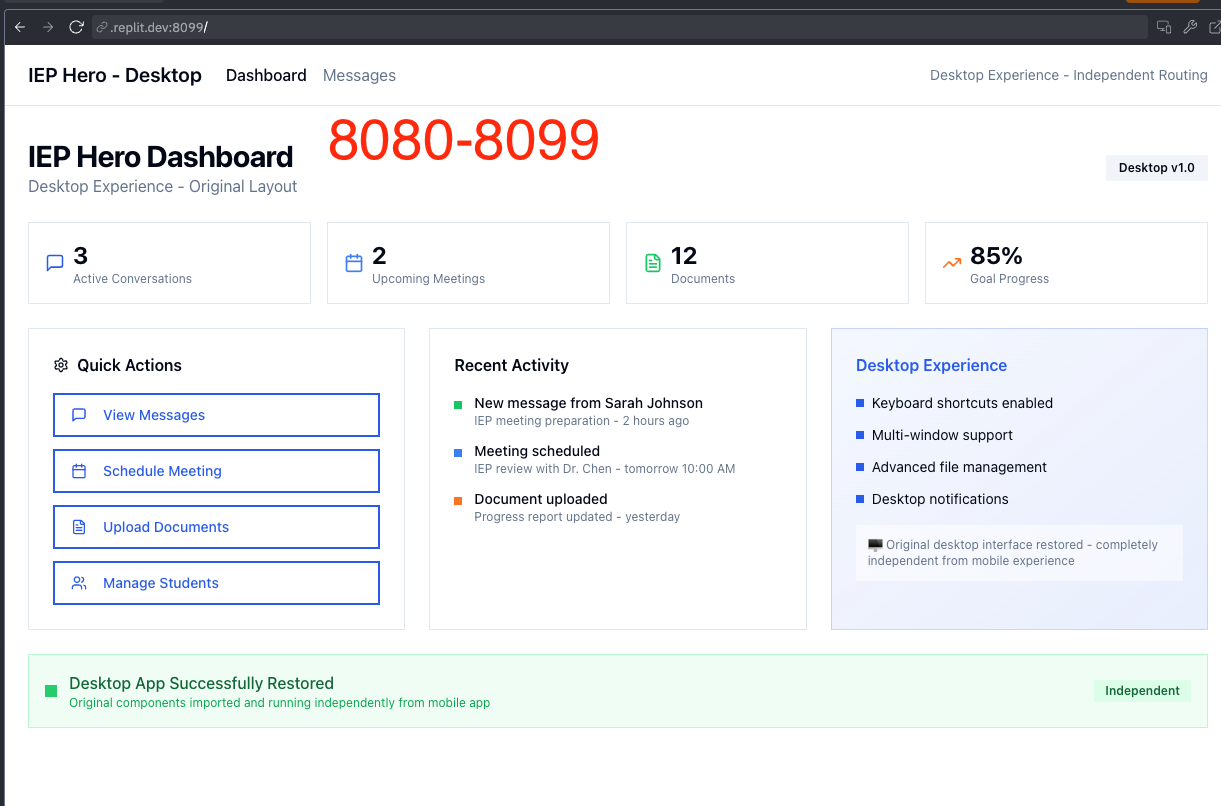 .replit.dev:8099/
IEP Hero - Desktop Dashboard Messages Desktop Experience - Independent Routing
8080-8099
IEP Hero Dashboard
Desktop Experience - Original Layout
Desktop v1.0
3
Active Conversations
2
Upcoming Meetings
12
Documents
85%
Goal Progress
Quick Actions
View Messages
Schedule Meeting
Upload Documents
Manage Students
Recent Activity
New message from Sarah Johnson
IEP meeting preparation - 2 hours ago
Meeting scheduled
IEP review with Dr. Chen - tomorrow 10:00 AM
Document uploaded
Progress report updated - yesterday
Desktop Experience
Keyboard shortcuts enabled
Multi-window support
Advanced file management
Desktop notifications
Original desktop interface restored - completely
independent from mobile experience
Desktop App Successfully Restored
Original components imported and running independently from mobile app
Independent